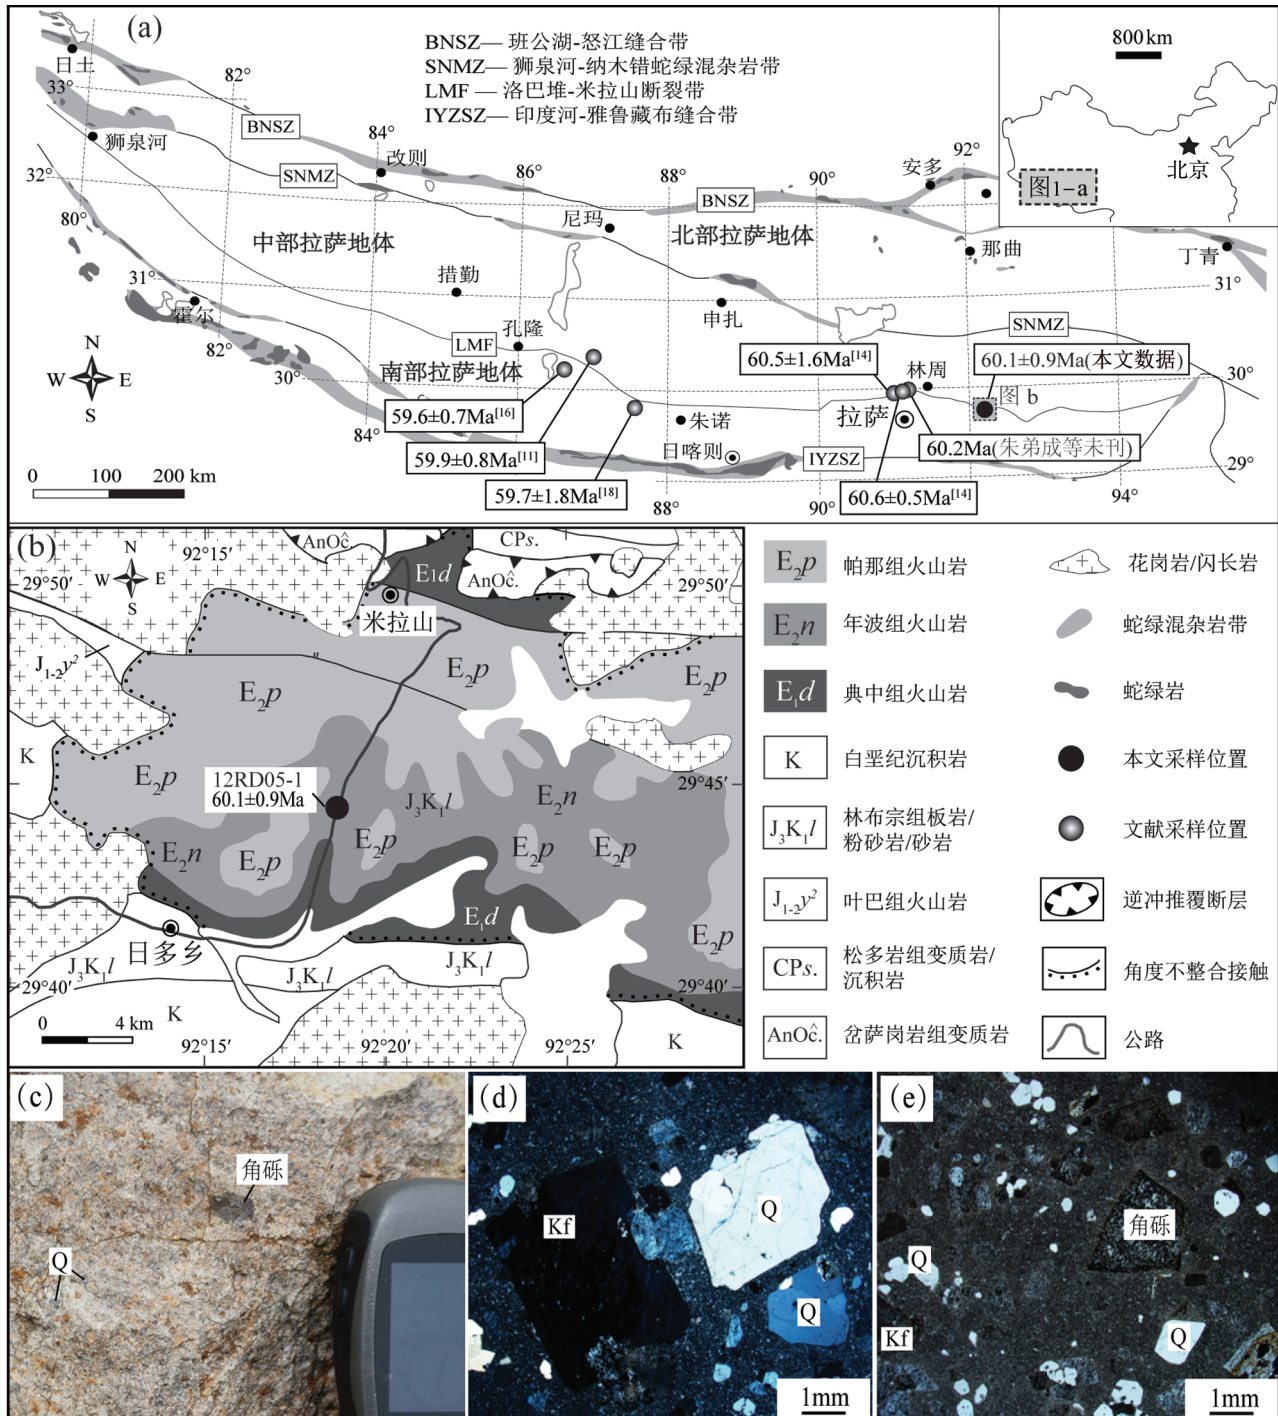 (a)
BNSZ— 班公湖-怒江缝合带
SNMZ— 狮泉河-纳木错蛇绿混杂岩带
LMF — 洛巴堆-米拉山断裂带
IYZSZ— 印度河-雅鲁藏布缝合带
800km
北京
图1-a
日土
33°
82°
BNSZ
狮泉河
84°
改则
SNMZ
86°
88°
90°
安多
92°
32°
80°
BNSZ
尼玛
中部拉萨地体
北部拉萨地体
那曲
丁青
31°
措勤
31°
霍尔
申扎
SNMZ
82°
LMF
孔隆
60.5±1.6Ma[14]
林周
60.1±0.9Ma(本文数据)
30°
N
W
E
S
30°
南部拉萨地体
图 b
59.6±0.7Ma[16]
拉萨
84°
朱诺
60.2Ma(朱弟成等未刊)
59.9±0.8Ma[11]
日喀则
IYZSZ
29°
0
100
200 km
59.7±1.8Ma[18]
60.6±0.5Ma[14]
88°
90°
94°
(b)
N
W
E
S
92°15′
AnOĉ.
CPs.
29°50′
E1d
AnOĉ.
29°50′
米拉山
J1-2y2
E2p
E2p
E2p
K
E2p
12RD05-1
60.1±0.9Ma
J3K1l
E2n
29°45′
E2n
E2p
E2p
E2p
E2p
E1d
E2p
日多乡
J3K1l
J3K1l
J3K1l
29°40′
29°40′
K
K
0
4 km
92°15′
92°20′
92°25′
E2p
帕那组火山岩
花岗岩/闪长岩
E2n
年波组火山岩
蛇绿混杂岩带
E1d
典中组火山岩
蛇绿岩
K
白垩纪沉积岩
本文采样位置
J3K1l
林布宗组板岩/
粉砂岩/砂岩
文献采样位置
J1-2y2
叶巴组火山岩
逆冲推覆断层
CPs.
松多岩组变质岩/
沉积岩
角度不整合接触
AnOĉ.
岔萨岗岩组变质岩
公路
(c)
角砾
Q
(d)
Kf
Q
Q
1mm
(e)
角砾
Q
Kf
Q
1mm